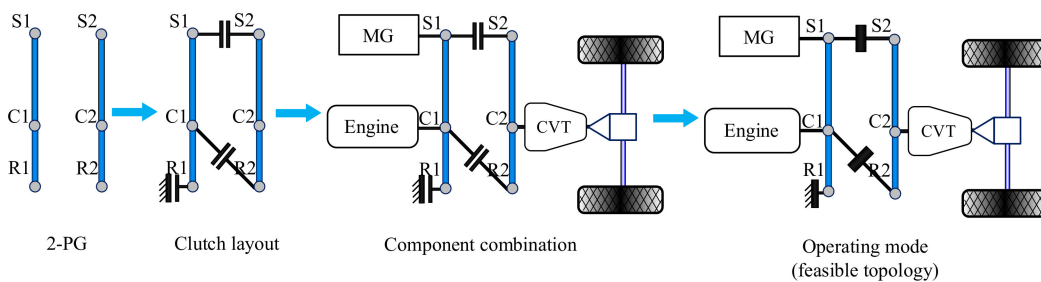 S1 S2
C1 C2
R1 R2
2-PG
S1 S2
C1 C2
R1 R2
Clutch layout
MG S1 S2
Engine C1 C2 CVT
R1 R2
Component combination
MG S1 S2
Engine C1 C2 CVT
R1 R2
Operating mode
(feasible topology)